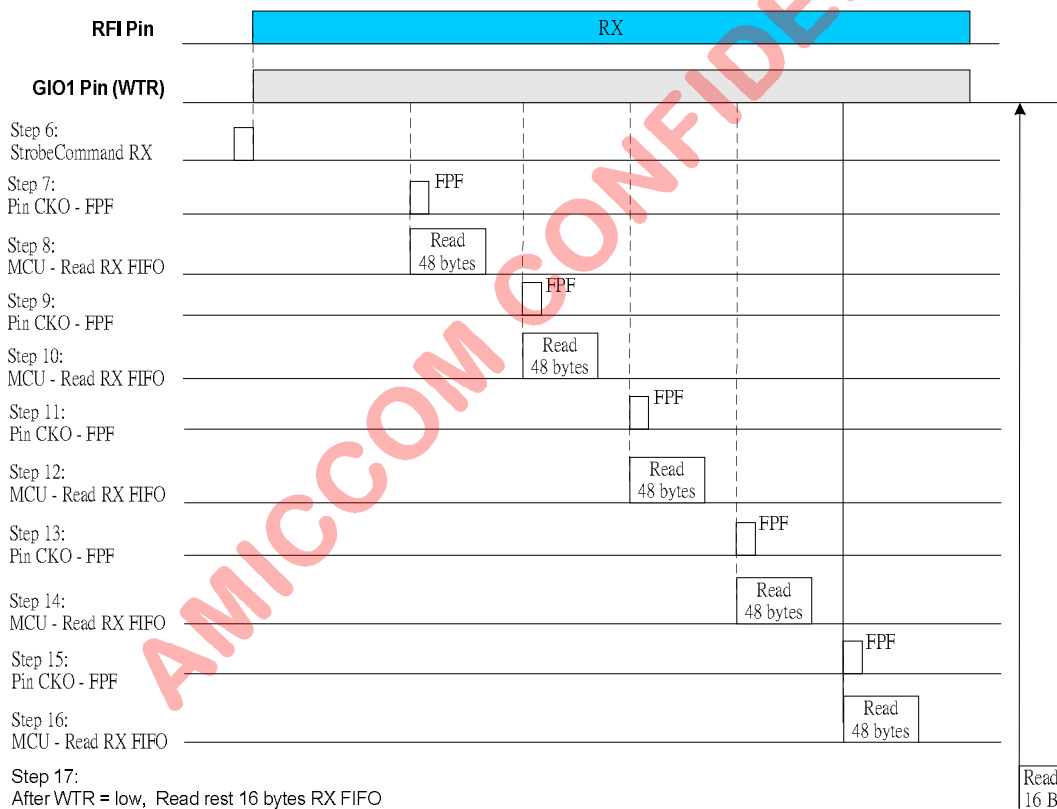 RFI Pin
RX
GIO1 Pin (WTR)
Step 6:
StrobeCommand RX
Step 7:
Pin CKO - FPF
FPF
Step 8:
MCU - Read RX FIFO
Read
48 bytes
Step 9:
Pin CKO - FPF
FPF
Step 10:
MCU - Read RX FIFO
Read
48 bytes
Step 11:
Pin CKO - FPF
FPF
Step 12:
MCU - Read RX FIFO
Read
48 bytes
Step 13:
Pin CKO - FPF
FPF
Step 14:
MCU - Read RX FIFO
Read
48 bytes
Step 15:
Pin CKO - FPF
FPF
Step 16:
MCU - Read RX FIFO
Read
48 bytes
Step 17:
After WTR = low, Read rest 16 bytes RX FIFO
Read
16 B
AMICCOM CONFIDE